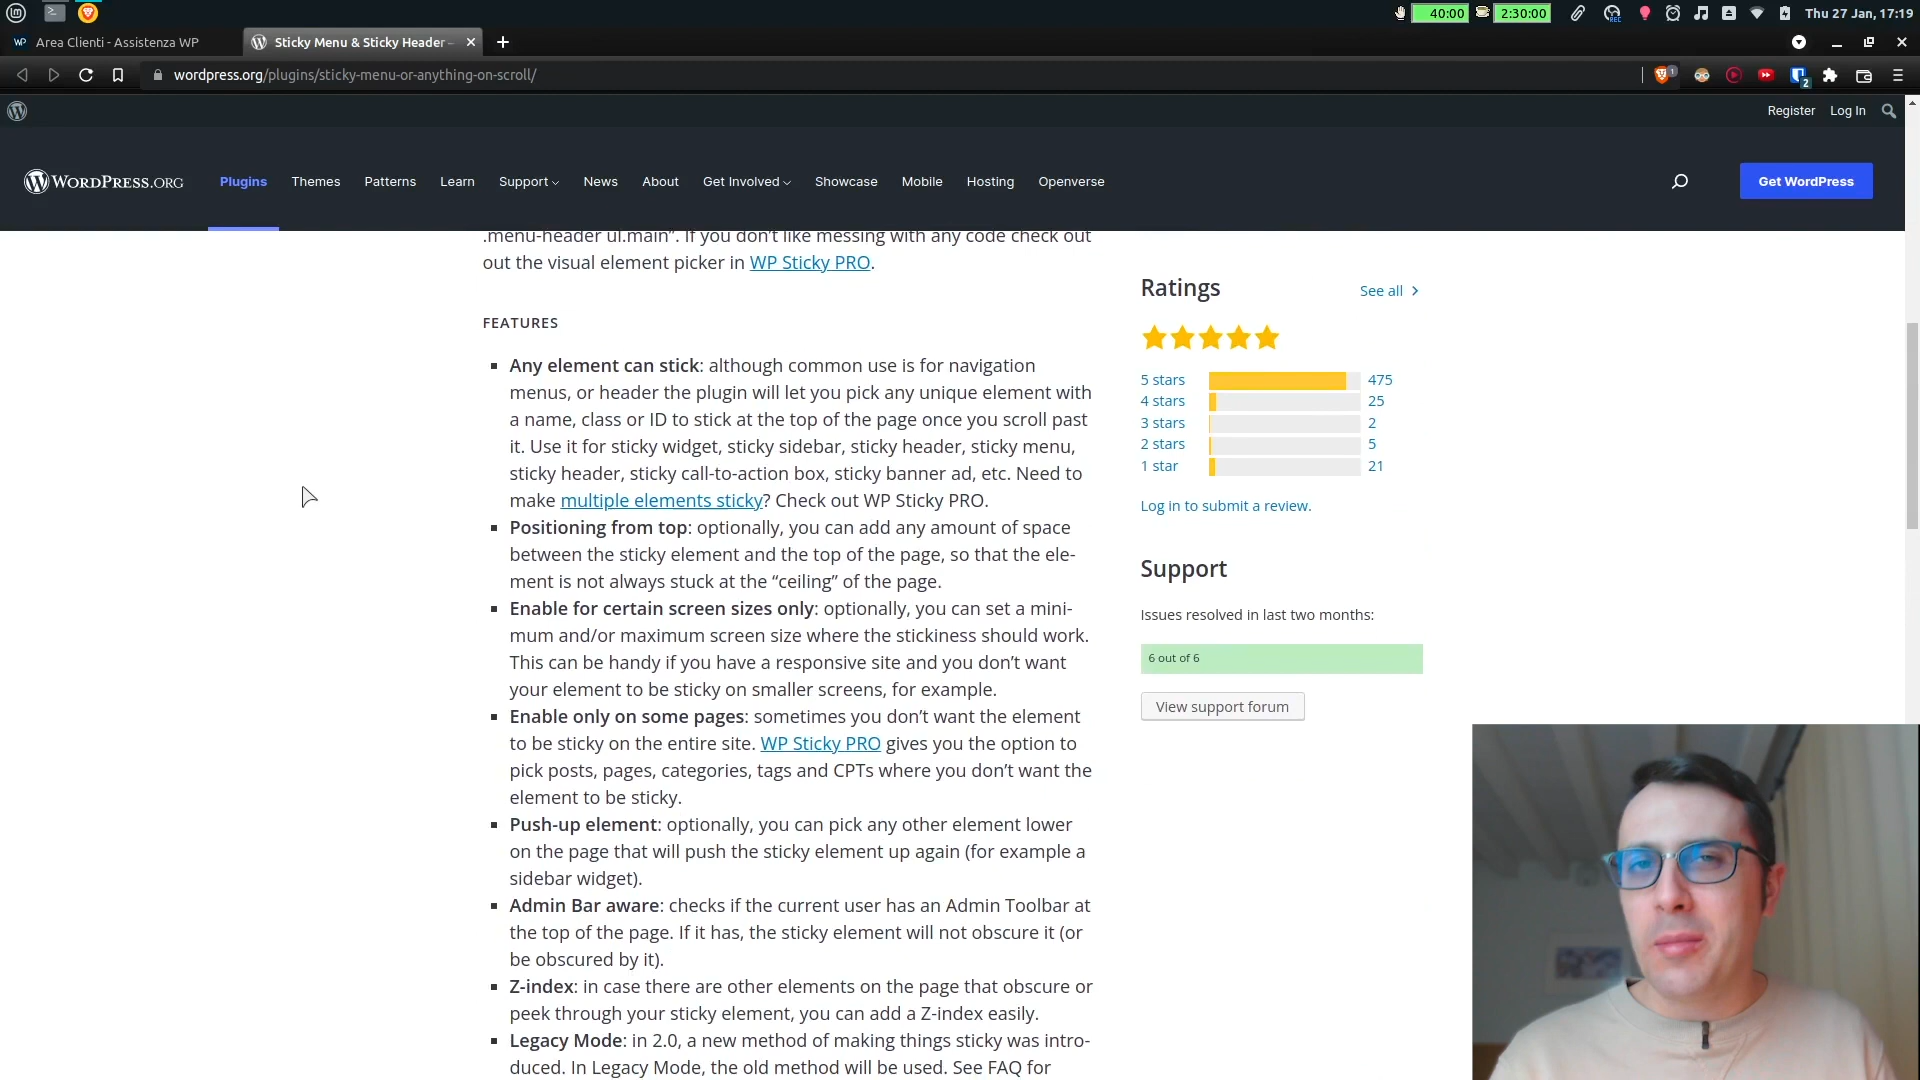 40:00
2:30:00
REC
Thu 27 Jan, 17:19
WP Area Clienti - Assistenza WP
Sticky Menu & Sticky Header –
wordpress.org/plugins/sticky-menu-or-anything-on-scroll/
1
2
Register
Log In
WORDPRESS.ORG
Plugins
Themes
Patterns
Learn
Support
News
About
Get Involved
Showcase
Mobile
Hosting
Openverse
Get WordPress
.menu-header ul.main”. If you don’t like messing with any code check out
out the visual element picker in WP Sticky PRO.
FEATURES
Any element can stick: although common use is for navigation
menus, or header the plugin will let you pick any unique element with
a name, class or ID to stick at the top of the page once you scroll past
it. Use it for sticky widget, sticky sidebar, sticky header, sticky menu,
sticky header, sticky call-to-action box, sticky banner ad, etc. Need to
make multiple elements sticky? Check out WP Sticky PRO.
Positioning from top: optionally, you can add any amount of space
between the sticky element and the top of the page, so that the ele-
ment is not always stuck at the “ceiling” of the page.
Enable for certain screen sizes only: optionally, you can set a mini-
mum and/or maximum screen size where the stickiness should work.
This can be handy if you have a responsive site and you don’t want
your element to be sticky on smaller screens, for example.
Enable only on some pages: sometimes you don’t want the element
to be sticky on the entire site. WP Sticky PRO gives you the option to
pick posts, pages, categories, tags and CPTs where you don’t want the
element to be sticky.
Push-up element: optionally, you can pick any other element lower
on the page that will push the sticky element up again (for example a
sidebar widget).
Admin Bar aware: checks if the current user has an Admin Toolbar at
the top of the page. If it has, the sticky element will not obscure it (or
be obscured by it).
Z-index: in case there are other elements on the page that obscure or
peek through your sticky element, you can add a Z-index easily.
Legacy Mode: in 2.0, a new method of making things sticky was intro-
duced. In Legacy Mode, the old method will be used. See FAQ for
Ratings
See all
5 stars 475
4 stars 25
3 stars 2
2 stars 5
1 star 21
Log in to submit a review.
Support
Issues resolved in last two months:
6 out of 6
View support forum